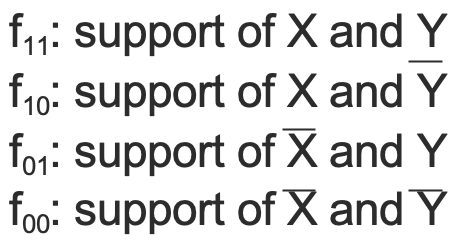 f₁₁: support of X and Y
f₁₀: support of X and Y̅
f₀₁: support of X̅ and Y
f₀₀: support of X̅ and Y̅